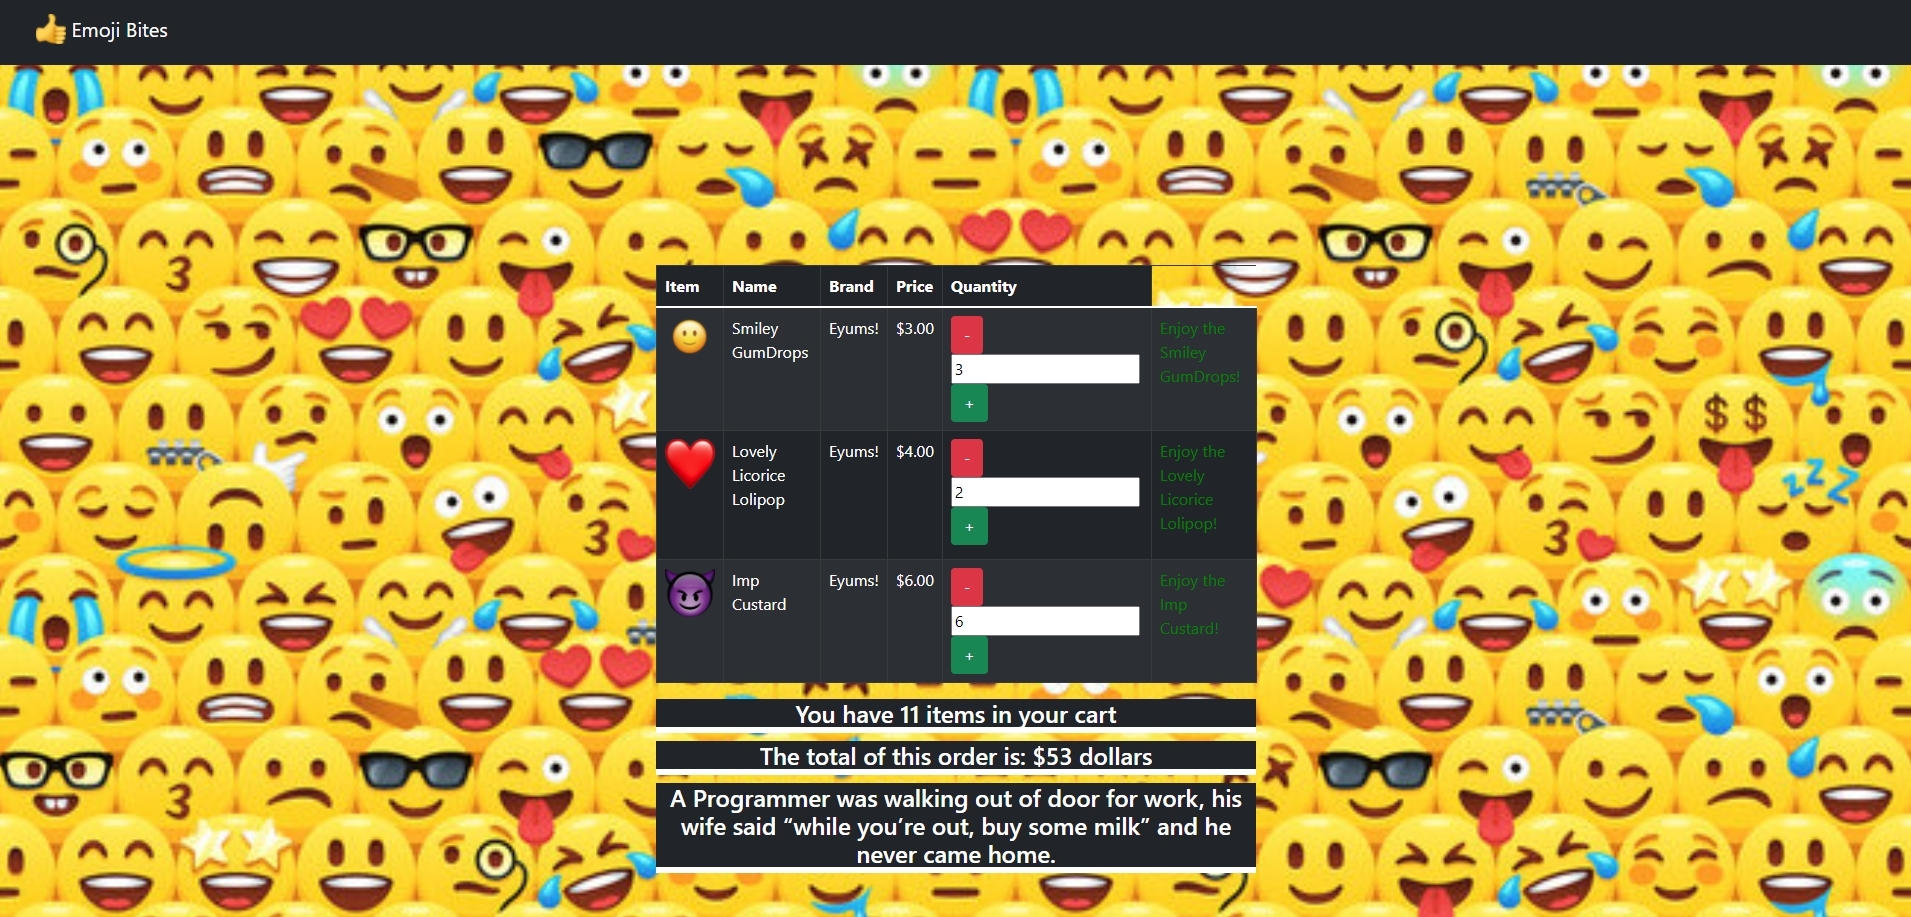 Emoji Bites
Item Name Brand Price Quantity
Smiley Eyums! $3.00 - Enjoy the
GumDrops Smiley
3 GumDrops!
+
Lovely Eyums! $4.00 - Enjoy the
Licorice Lovely
2 Licorice
Lolipop Lolipop!
+
Imp Eyums! $6.00 - Enjoy the
Custard Imp
6 Custard!
+
You have 11 items in your cart
The total of this order is: $53 dollars
A Programmer was walking out of door for work, his
wife said “while you’re out, buy some milk” and he
never came home.